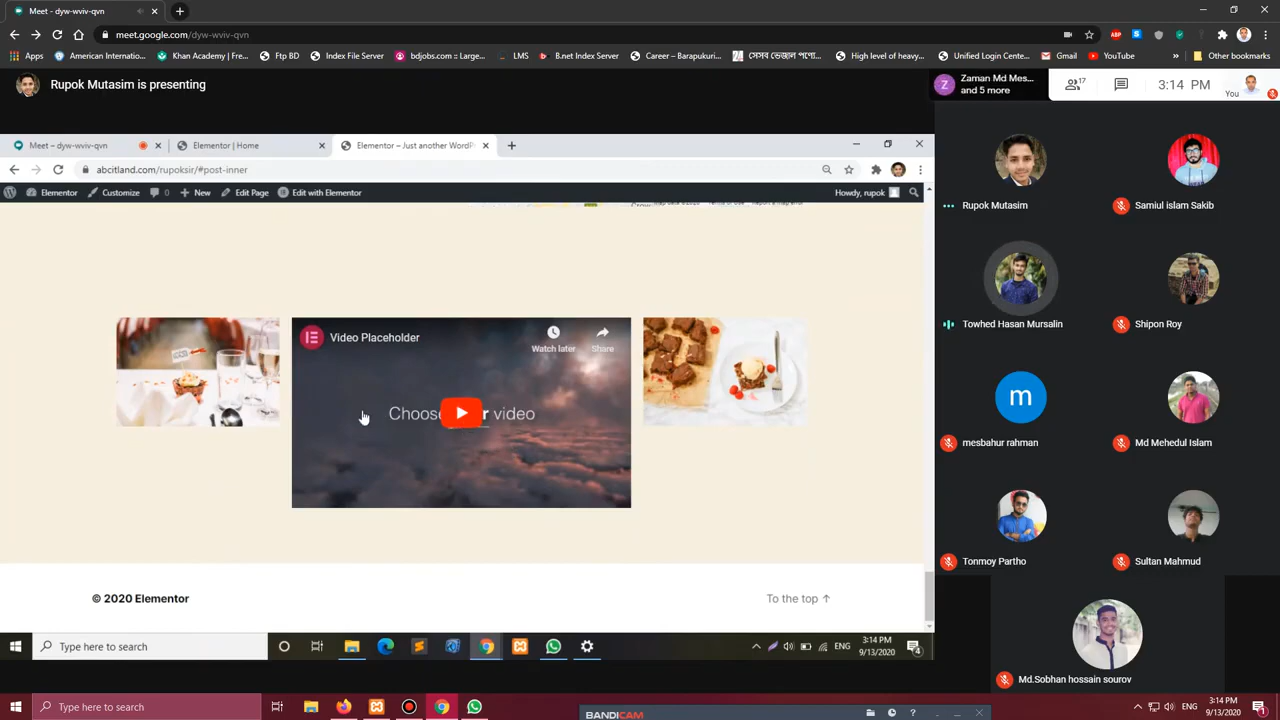 Meet - dyw-wviv-qvn
meet.google.com/dyw-wviv-qvn
Apps
American Internatio...
Khan Academy | Fre...
Ftp BD
Index File Server
bdjobs.com :: Large...
LMS
B.net Index Server
Career – Barapukuri...
সেসব ভেজাল পণ্যে...
High level of heavy...
Unified Login Center
Gmail
YouTube
»
Other bookmarks
Rupok Mutasim is presenting
Zaman Md Mes...
and 5 more
17
3:14 PM
You
Meet – dyw-wviv-qvn
Elementor | Home
Elementor – Just another WordP
abcitland.com/rupoksir/#post-inner
Elementor
Customize
0
New
Edit Page
Edit with Elementor
Howdy, rupok
Video Placeholder
Watch later
Share
Choose
video
© 2020 Elementor
To the top ↑
Type here to search
ENG
3:14 PM
9/13/2020
4
Rupok Mutasim
Samiul islam Sakib
Towhed Hasan Mursalin
Shipon Roy
m
mesbahur rahman
Md Mehedul Islam
Tonmoy Partho
Sultan Mahmud
Md.Sobhan hossain sourov
Type here to search
BANDICAM
ENG
3:14 PM
9/13/2020